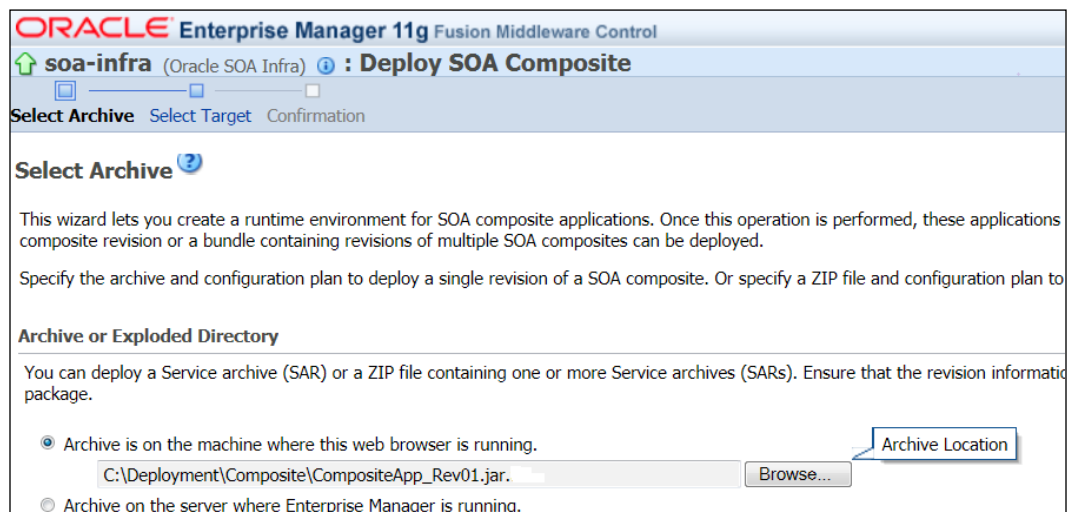 ORACLE Enterprise Manager 11g Fusion Middleware Control
soa-infra (Oracle SOA Infra) : Deploy SOA Composite
Select Archive Select Target Confirmation
Select Archive
This wizard lets you create a runtime environment for SOA composite applications. Once this operation is performed, these applications
composite revision or a bundle containing revisions of multiple SOA composites can be deployed.
Specify the archive and configuration plan to deploy a single revision of a SOA composite. Or specify a ZIP file and configuration plan to
Archive or Exploded Directory
You can deploy a Service archive (SAR) or a ZIP file containing one or more Service archives (SARs). Ensure that the revision informatic
package.
Archive is on the machine where this web browser is running.
Archive Location
C:\Deployment\Composite\CompositeApp_Rev01.jar. Browse...
Archive on the server where Enterprise Manager is running.